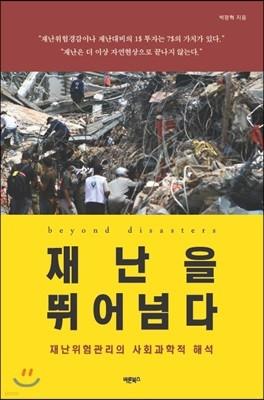 박광혁 지음
"재난위험경감이나 재난대비의 1$ 투자는 7$의 가치가 있다."
"재난은 더 이상 자연현상으로 끝나지 않는다."
beyond disasters
재 난 을
뛰어넘다
재난위험관리의 사회과학적 해석
바른북스